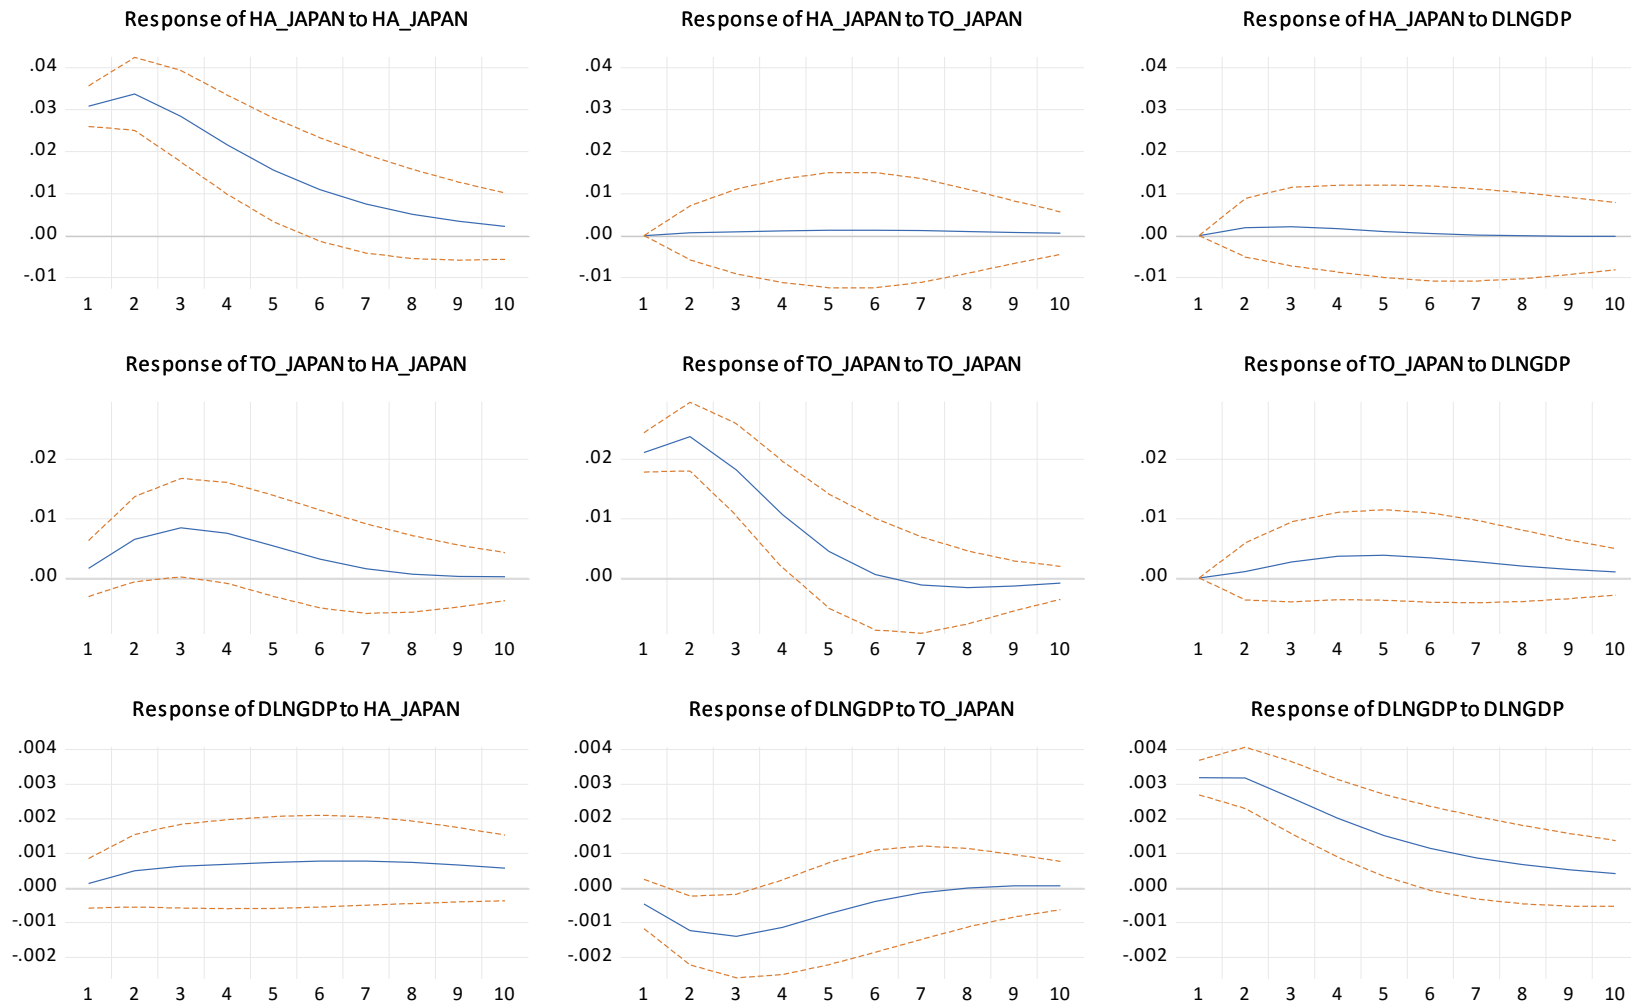 Response of HA_JAPAN to HA_JAPAN
.04
.03
.02
.01
.00
-.01
1 2 3 4 5 6 7 8 9 10
Response of HA_JAPAN to TO_JAPAN
.04
.03
.02
.01
.00
-.01
1 2 3 4 5 6 7 8 9 10
Response of HA_JAPAN to DLNGDP
.04
.03
.02
.01
.00
-.01
1 2 3 4 5 6 7 8 9 10
Response of TO_JAPAN to HA_JAPAN
.02
.01
.00
1 2 3 4 5 6 7 8 9 10
Response of TO_JAPAN to TO_JAPAN
.02
.01
.00
1 2 3 4 5 6 7 8 9 10
Response of TO_JAPAN to DLNGDP
.02
.01
.00
1 2 3 4 5 6 7 8 9 10
Response of DLNGDP to HA_JAPAN
.004
.003
.002
.001
.000
-.001
-.002
1 2 3 4 5 6 7 8 9 10
Response of DLNGDP to TO_JAPAN
.004
.003
.002
.001
.000
-.001
-.002
1 2 3 4 5 6 7 8 9 10
Response of DLNGDP to DLNGDP
.004
.003
.002
.001
.000
-.001
-.002
1 2 3 4 5 6 7 8 9 10